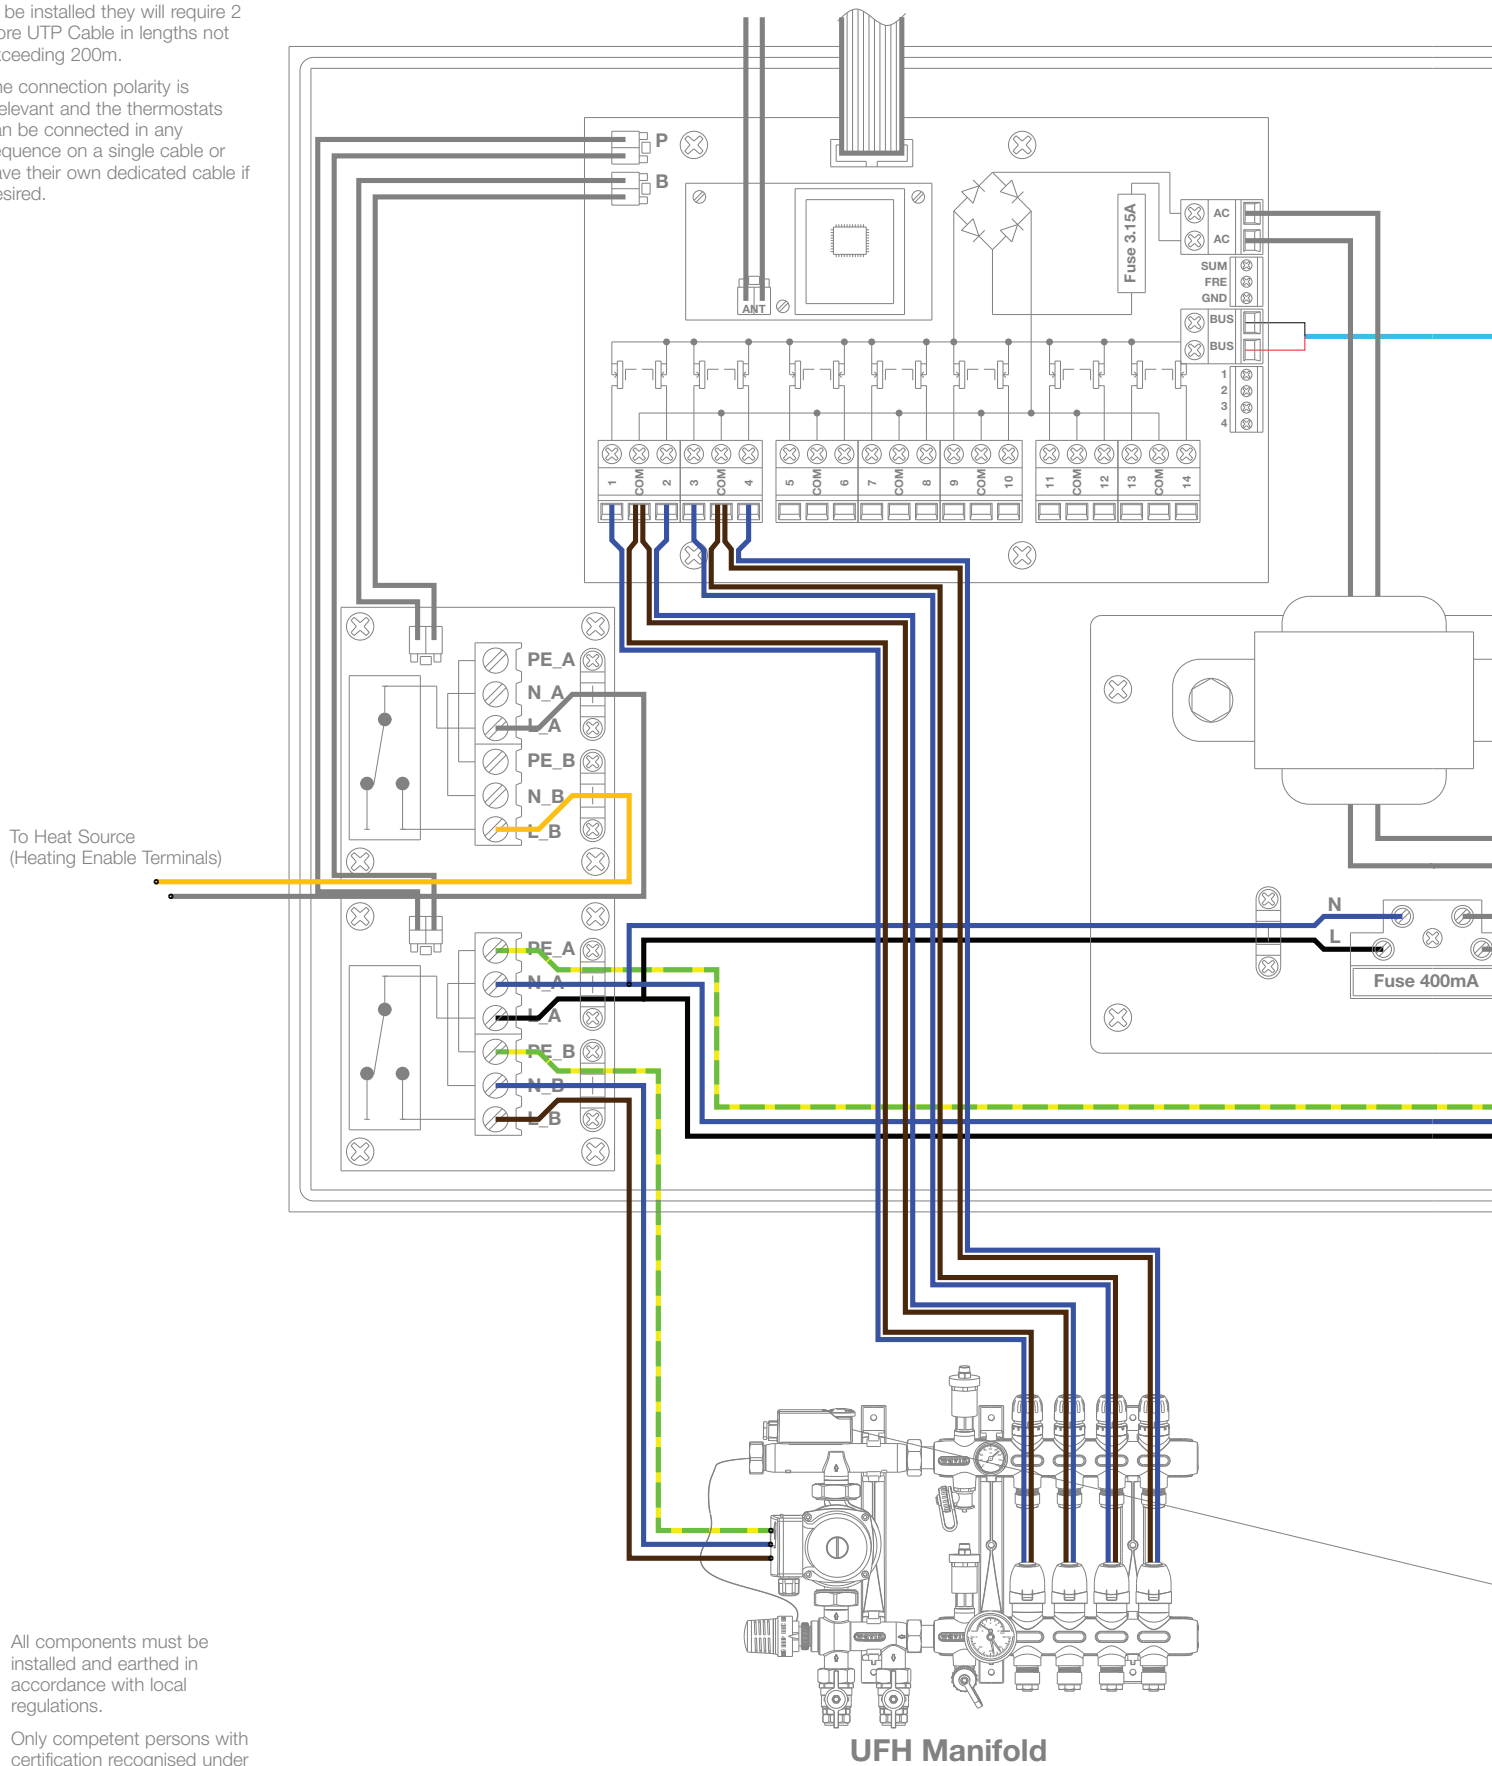 be installed they will require 2
ore UTP Cable in lengths not
xceeding 200m.
he connection polarity is
relevant and the thermostats
an be connected in any
equence on a single cable or
ave their own dedicated cable if
esired.
P
B
ANT
Fuse 3.15A
AC
AC
SUM
FRE
GND
BUS
BUS
1
2
3
4
1 COM 2 3 COM 4 5 COM 6 7 COM 8 9 COM 10 11 COM 12 13 COM 14
PE_A
N_A
L_A
PE_B
N_B
L_B
To Heat Source
(Heating Enable Terminals)
N
L
Fuse 400mA
PE_A
N_A
L_A
PE_B
N_B
L_B
All components must be
installed and earthed in
accordance with local
regulations.
Only competent persons with
certification recognised under
UFH Manifold